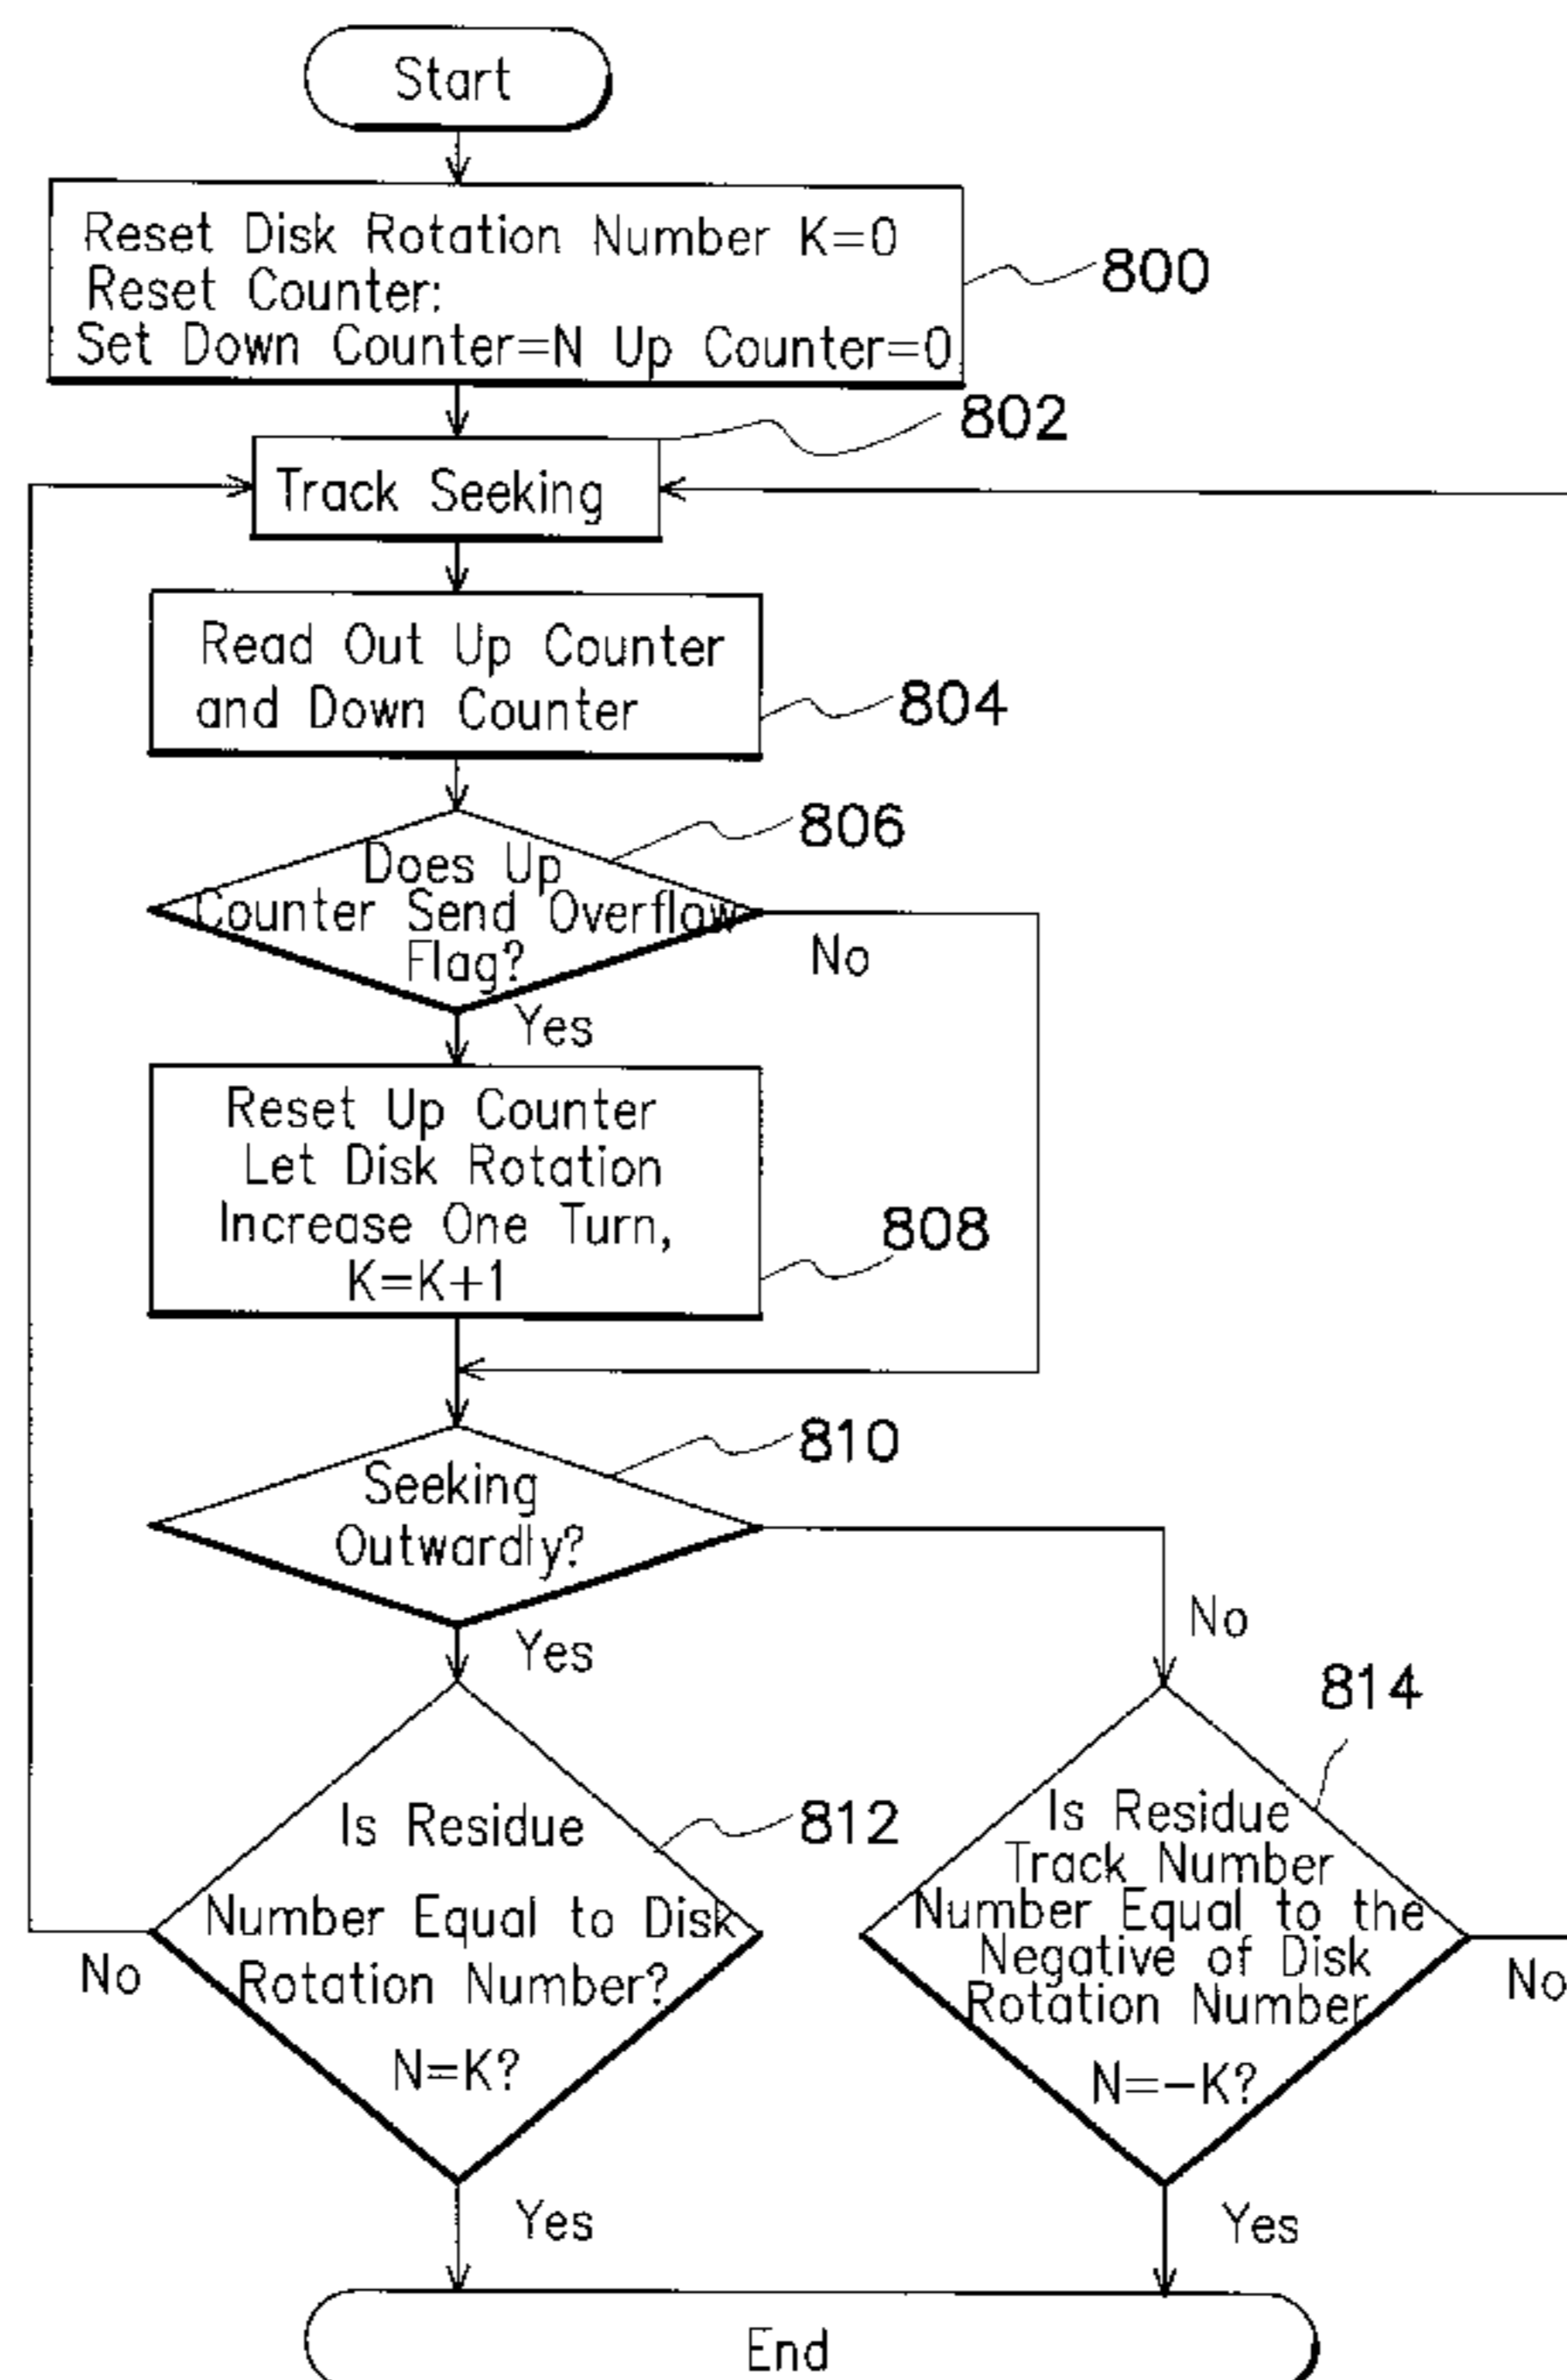 Start
Reset Disk Rotation Number K=0
Reset Counter:
Set Down Counter=N Up Counter=0
800
802
Track Seeking
Read Out Up Counter
and Down Counter
804
806
Does Up
Counter Send Overflow
Flag?
No
Yes
Reset Up Counter
Let Disk Rotation
Increase One Turn,
K=K+1
808
810
Seeking
Outwardly?
No
Yes
814
812
Is Residue
Number Equal to Disk
Rotation Number?
N=K?
No
Is Residue
Track Number
Number Equal to the
Negative of Disk
Rotation Number
N=-K?
No
Yes
Yes
End